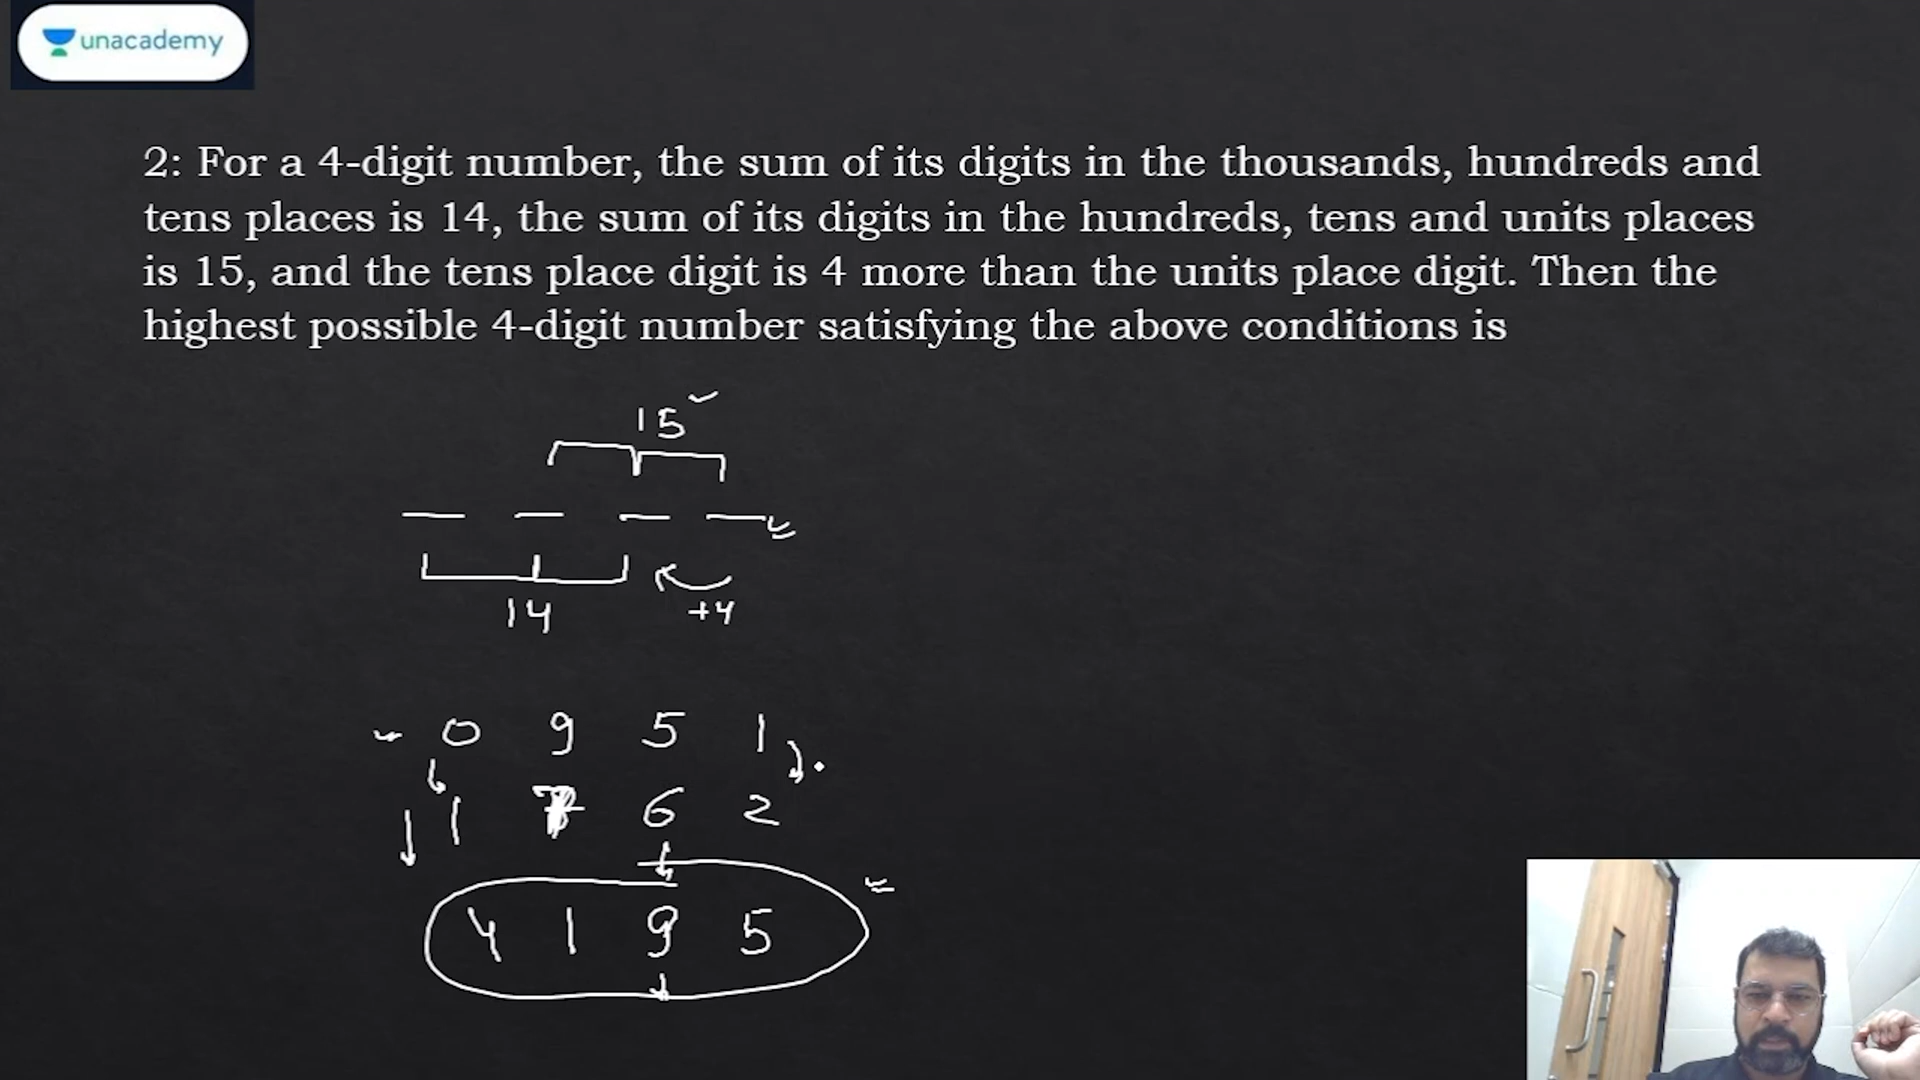 unacademy
2: For a 4-digit number, the sum of its digits in the thousands, hundreds and
tens places is 14, the sum of its digits in the hundreds, tens and units places
is 15, and the tens place digit is 4 more than the units place digit. Then the
highest possible 4-digit number satisfying the above conditions is
15
14 +4
0 9 5 1
1 6 2
4 1 9 5